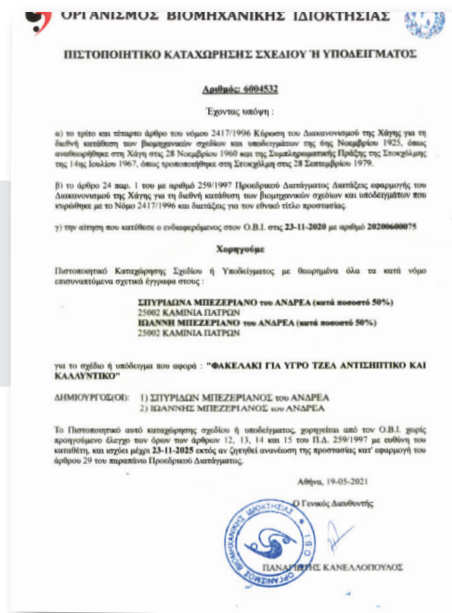 ΟΡΓΑΝΙΣΜΟΣ ΒΙΟΜΗΧΑΝΙΚΗΣ ΙΔΙΟΚΤΗΣΙΑΣ
ΠΙΣΤΟΠΟΙΗΤΙΚΟ ΚΑΤΑΧΩΡΗΣΗΣ ΣΧΕΔΙΟΥ Ή ΥΠΟΔΕΙΓΜΑΤΟΣ
Αριθμός: 6004532
Έχοντας υπόψη :
α) το τρίτο και τέταρτο άρθρο του νόμου 2417/1996 Κύρωση του Διακανονισμού της Χάγης για τη
διεθνή κατάθεση των βιομηχανικών σχεδίων και υποδειγμάτων της 6ης Νοεμβρίου 1925, όπως
αναθεωρήθηκε στη Χάγη στις 28 Νοεμβρίου 1960 και της Συμπληρωματικής Πράξης της Στοκχόλμης
της 14ης Ιουλίου 1967, όπως τροποποιήθηκε στη Στοκχόλμη στις 28 Σεπτεμβρίου 1979.
β) το άρθρο 24 παρ. 1 του με αριθμό 259/1997 Προεδρικού Διατάγματος Διατάξεις εφαρμογής του
Διακανονισμού της Χάγης για τη διεθνή κατάθεση των βιομηχανικών σχεδίων και υποδειγμάτων που
κυρώθηκε με το Νόμο 2417/1996 και διατάξεις για τον εθνικό τίτλο προστασίας.
γ) την αίτηση που κατέθεσε ο ενδιαφερόμενος στον Ο.Β.Ι. στις 23-11-2020 με αριθμό 20200600075
Χορηγούμε
Πιστοποιητικό Καταχώρησης Σχεδίου ή Υποδείγματος με θεωρημένα όλα τα κατά νόμο
επισυναπτόμενα σχετικά έγγραφα στους :
ΣΠΥΡΙΔΩΝΑ ΜΠΕΖΕΡΙΑΝΟ του ΑΝΔΡΕΑ (κατά ποσοστό 50%)
25002 ΚΑΜΙΝΙΑ ΠΑΤΡΩΝ
ΙΩΑΝΝΗ ΜΠΕΖΕΡΙΑΝΟ του ΑΝΔΡΕΑ (κατά ποσοστό 50%)
25002 ΚΑΜΙΝΙΑ ΠΑΤΡΩΝ
για το σχέδιο ή υπόδειγμα που αφορά : "ΦΑΚΕΛΑΚΙ ΓΙΑ ΥΓΡΟ ΤΖΕΛ ΑΝΤΙΣΗΠΤΙΚΟ ΚΑΙ
ΚΑΛΛΥΝΤΙΚΟ"
ΔΗΜΙΟΥΡΓΟΣ(ΟΙ): 1) ΣΠΥΡΙΔΩΝ ΜΠΕΖΕΡΙΑΝΟΣ του ΑΝΔΡΕΑ
2) ΙΩΑΝΝΗΣ ΜΠΕΖΕΡΙΑΝΟΣ του ΑΝΔΡΕΑ
Το Πιστοποιητικό αυτό καταχώρησης σχεδίου ή υποδείγματος, χορηγείται από τον Ο.Β.Ι. χωρίς
προηγούμενο έλεγχο των όρων των άρθρων 12, 13, 14 και 15 του Π.Δ. 259/1997 με ευθύνη του
καταθέτη, και ισχύει μέχρι 23-11-2025 εκτός αν ζητηθεί ανανέωση της προστασίας κατ' εφαρμογή του
άρθρου 29 του παραπάνω Προεδρικού Διατάγματος.
Αθήνα, 19-05-2021
Ο Γενικός Διευθυντής
ΟΡΓΑΝΙΣΜΟΣ ΒΙΟΜΗΧΑΝΙΚΗΣ ΙΔΙΟΚΤΗΣΙΑΣ
Ο Β Ι
ΠΑΝΑΓΙΩΤΗΣ ΚΑΝΕΛΛΟΠΟΥΛΟΣ